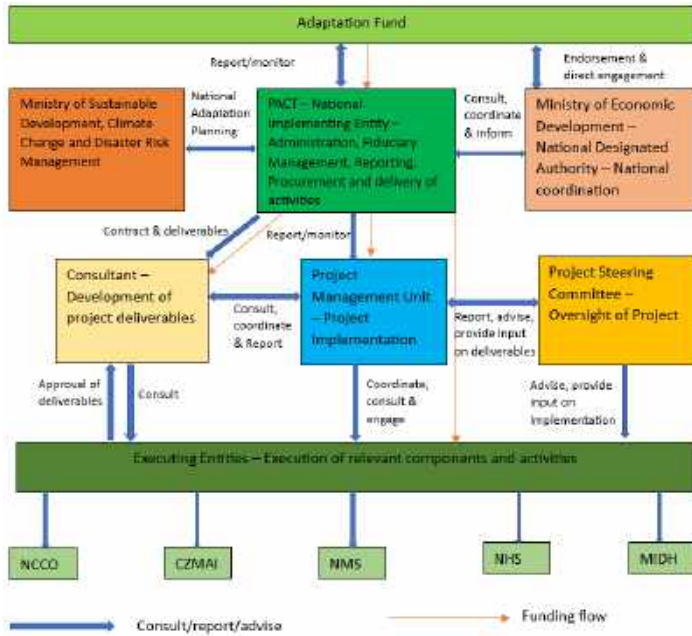 Adaptation Fund
Report/monitor
Endorsement &
direct engagement
Ministry of Sustainable
Development, Climate
Change and Disaster Risk
Management
National
Adaptation
Planning
PACT – National
Implementing Entity –
Administration, Fiduciary
Management, Reporting,
Procurement and delivery of
activities
Consult,
coordinate
& inform
Ministry of Economic
Development –
National Designated
Authority – National
coordination
Contract & deliverables
Report/monitor
Consultant –
Development of
project deliverables
Consult,
coordinate
& Report
Project
Management Unit
– Project
Implementation
Report, advise,
provide input
on deliverables
Project Steering
Committee –
Oversight of Project
Approval of
deliverables
Consult
Coordinate,
consult &
engage
Advise, provide
input on
implementation
Executing Entities – Execution of relevant components and activities
NCCO
CZMAI
NMS
NHS
MIDH
Consult/report/advise
Funding flow